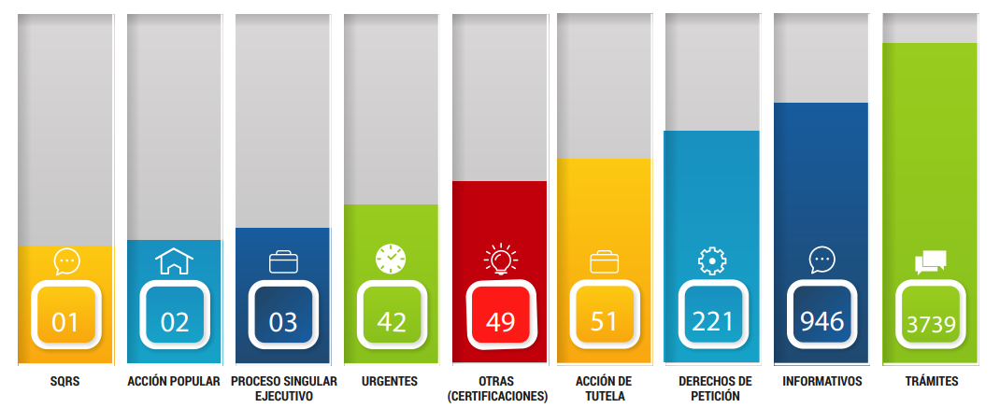 01
02
03
42
49
51
221
946
3739
SQRS
ACCIÓN POPULAR
PROCESO SINGULAR
EJECUTIVO
URGENTES
OTRAS
(CERTIFICACIONES)
ACCIÓN DE
TUTELA
DERECHOS DE
PETICIÓN
INFORMATIVOS
TRÁMITES